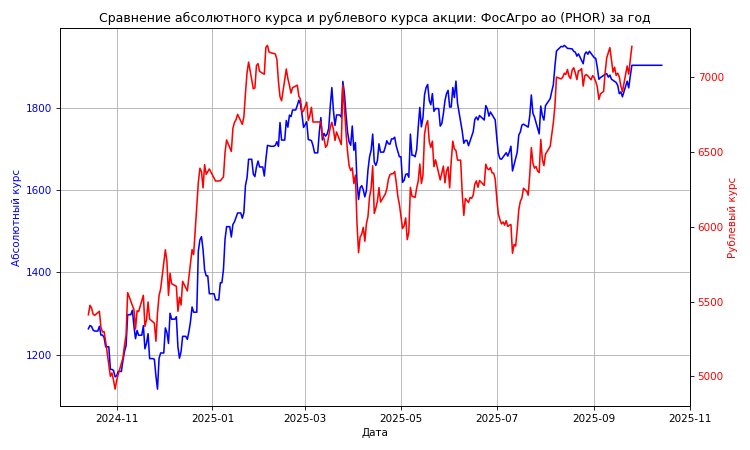 Сравнение абсолютного курса и рублевого курса акции: ФосАгро ао (PHOR) за год
Абсолютный курс
1800
1600
1400
1200
7000
6500
6000
5500
5000
Рублевый курс
2024-11 2025-01 2025-03 2025-05 2025-07 2025-09 2025-11
Дата